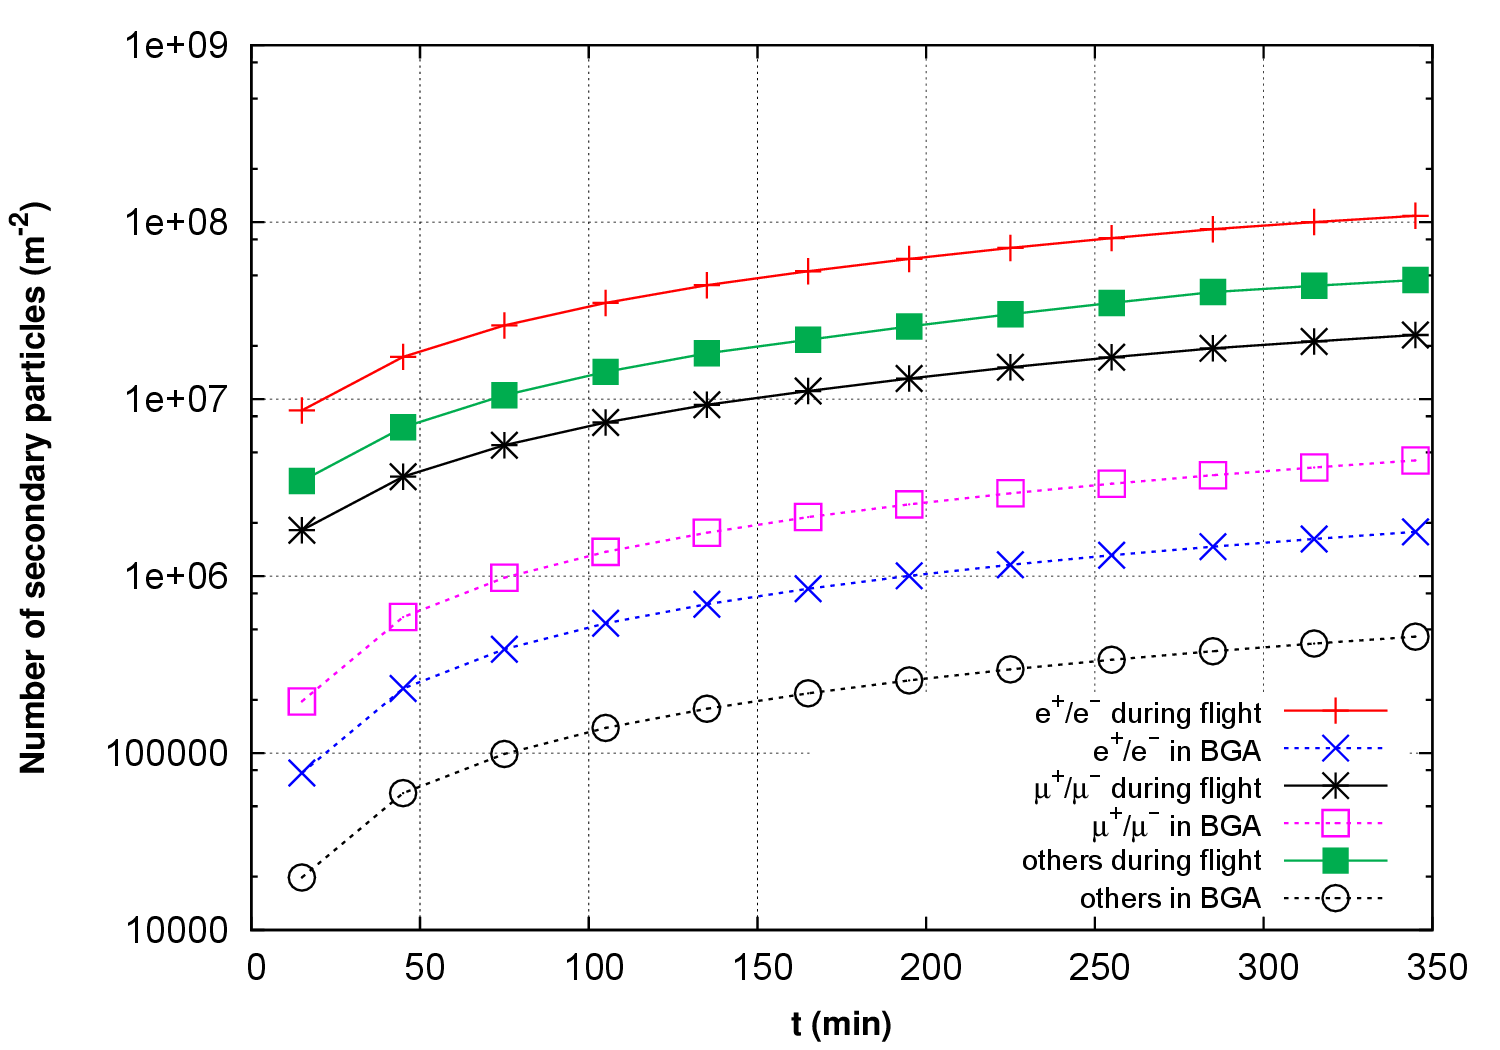 Number of secondary particles (m⁻²)
1e+09
1e+08
1e+07
1e+06
100000
10000
0 50 100 150 200 250 300 350
t (min)
e⁺/e⁻ during flight
e⁺/e⁻ in BGA
μ⁺/μ⁻ during flight
μ⁺/μ⁻ in BGA
others during flight
others in BGA